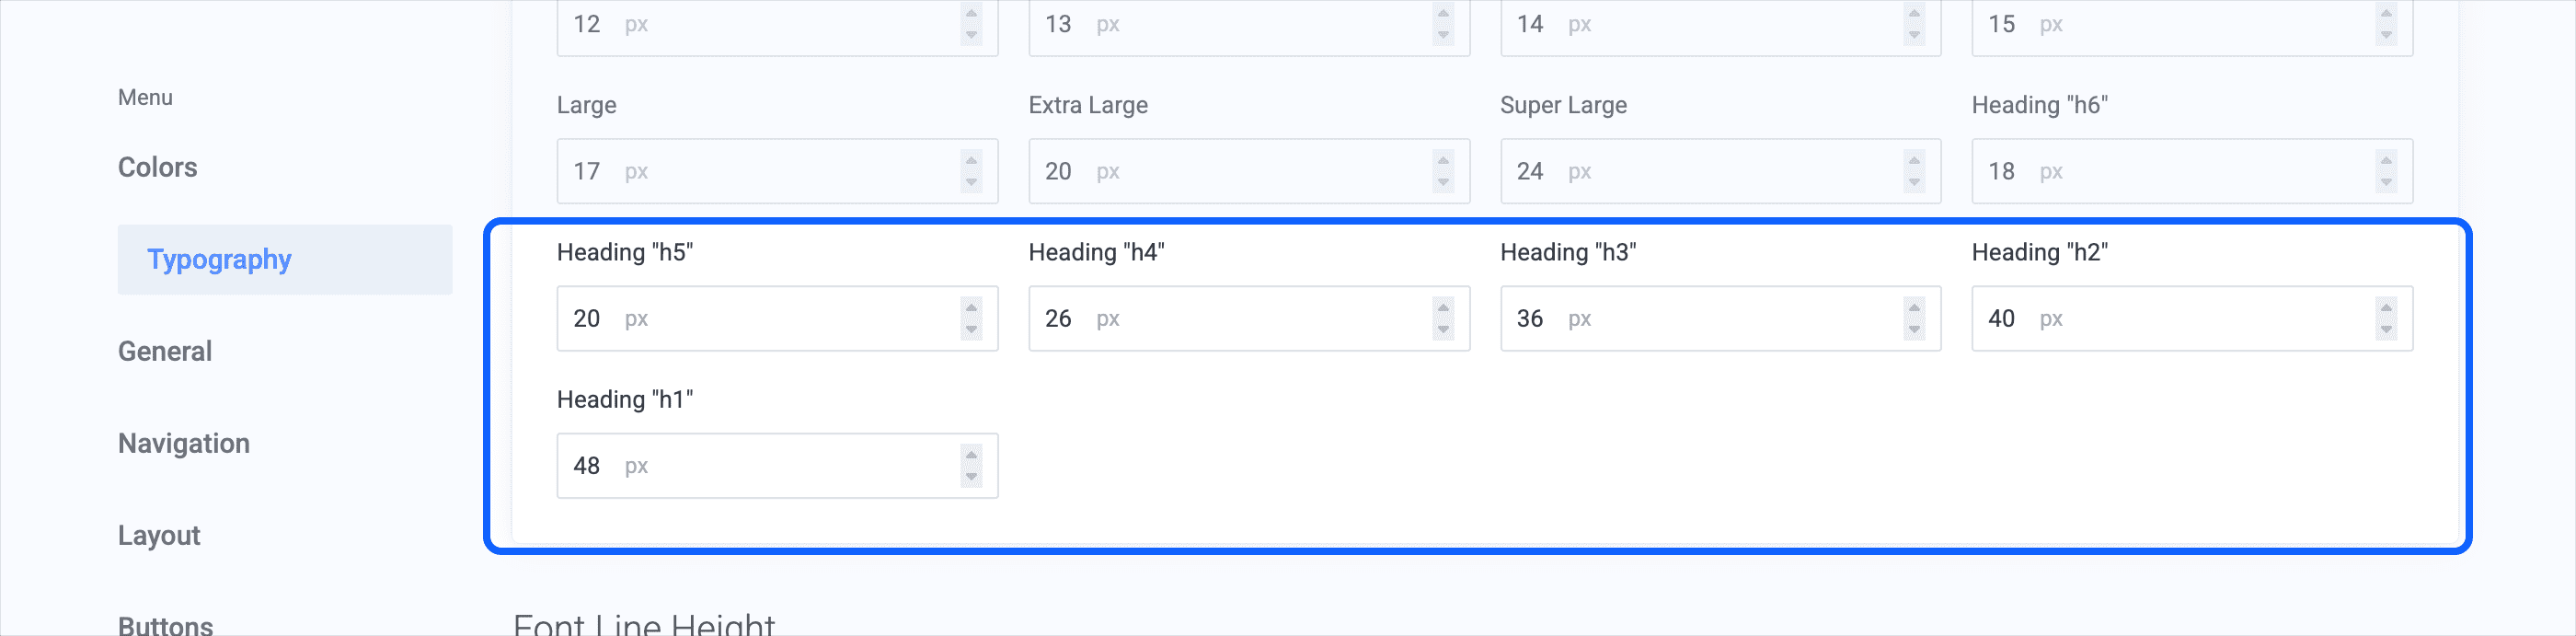 12 px 13 px 14 px 15 px
Menu
Large Extra Large Super Large Heading "h6"
Colors
17 px 20 px 24 px 18 px
Typography
Heading "h5" Heading "h4" Heading "h3" Heading "h2"
20 px 26 px 36 px 40 px
General
Heading "h1"
Navigation
48 px
Layout
Buttons
Font Line Height